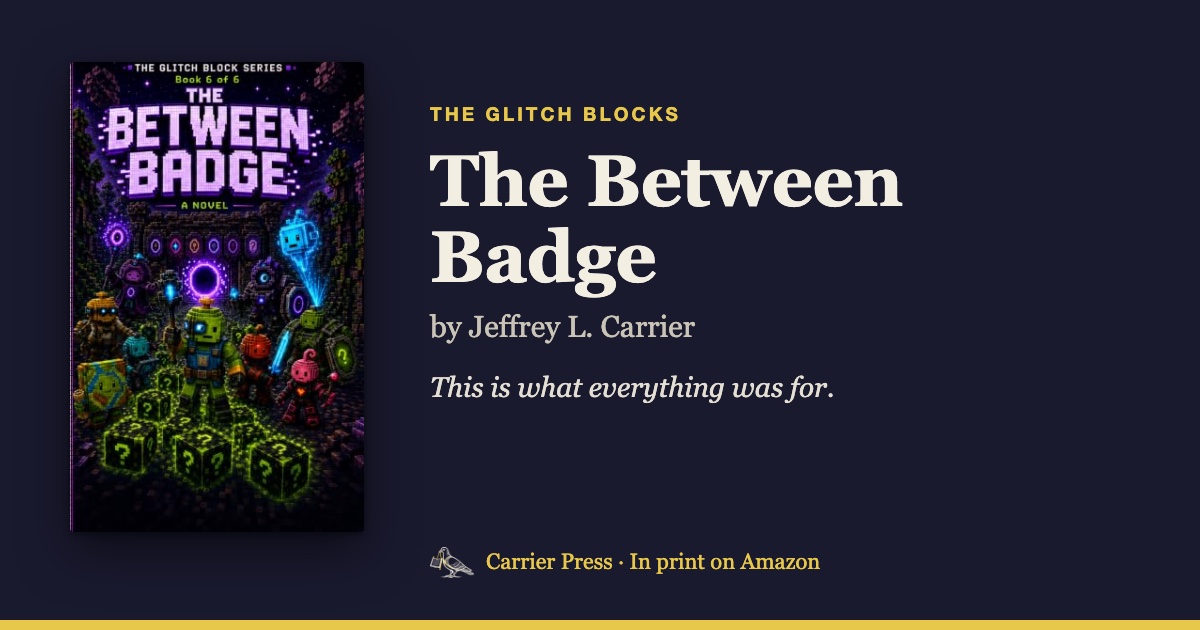 THE GLITCH BLOCK SERIES
Book 6 of 6
THE
BETWEEN
BADGE
A NOVEL
? ? ? ?
THE GLITCH BLOCKS
The Between
Badge
by Jeffrey L. Carrier
This is what everything was for.
Carrier Press · In print on Amazon